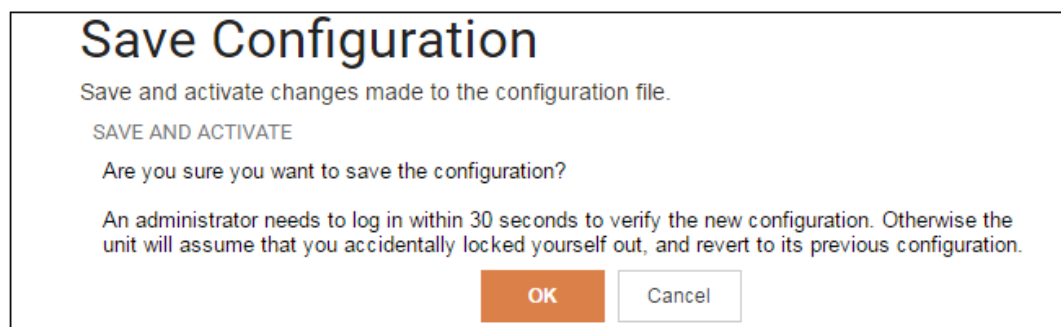 Save Configuration
Save and activate changes made to the configuration file.
SAVE AND ACTIVATE
Are you sure you want to save the configuration?
An administrator needs to log in within 30 seconds to verify the new configuration. Otherwise the
unit will assume that you accidentally locked yourself out, and revert to its previous configuration.
OK
Cancel